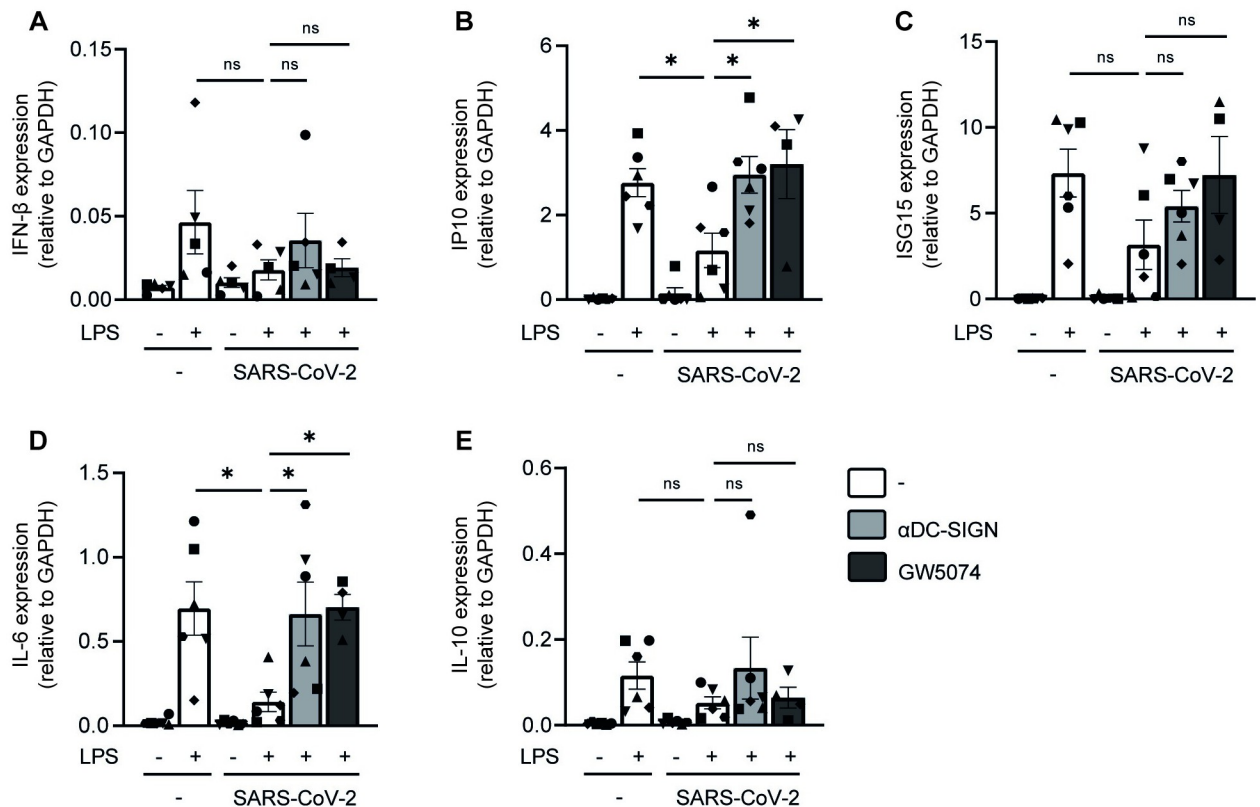 A
IFN-β expression
(relative to GAPDH)
0.15
0.10
0.05
0.00
ns
ns
ns
LPS - + - + + +
- SARS-CoV-2
B
IP10 expression
(relative to GAPDH)
6
4
2
0
*
*
*
LPS - + - + + +
- SARS-CoV-2
C
ISG15 expression
(relative to GAPDH)
15
10
5
0
ns
ns
ns
LPS - + - + + +
- SARS-CoV-2
D
IL-6 expression
(relative to GAPDH)
1.5
1.0
0.5
0.0
*
*
*
LPS - + - + + +
- SARS-CoV-2
E
IL-10 expression
(relative to GAPDH)
0.6
0.4
0.2
0.0
ns
ns
ns
LPS - + - + + +
- SARS-CoV-2
-
αDC-SIGN
GW5074